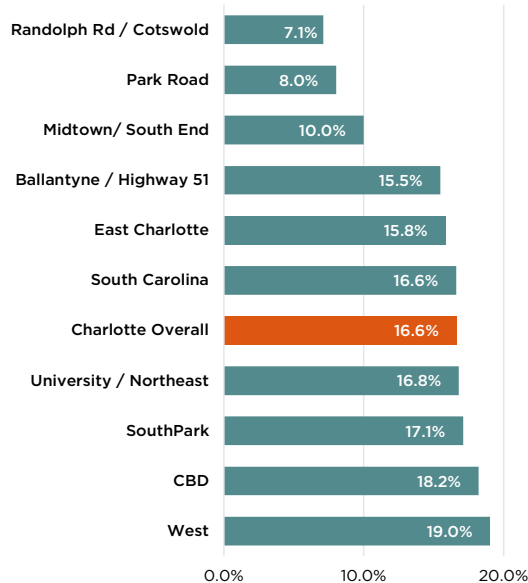 Randolph Rd / Cotswold 7.1%
Park Road 8.0%
Midtown/ South End 10.0%
Ballantyne / Highway 51 15.5%
East Charlotte 15.8%
South Carolina 16.6%
Charlotte Overall 16.6%
University / Northeast 16.8%
SouthPark 17.1%
CBD 18.2%
West 19.0%
0.0% 10.0% 20.0%